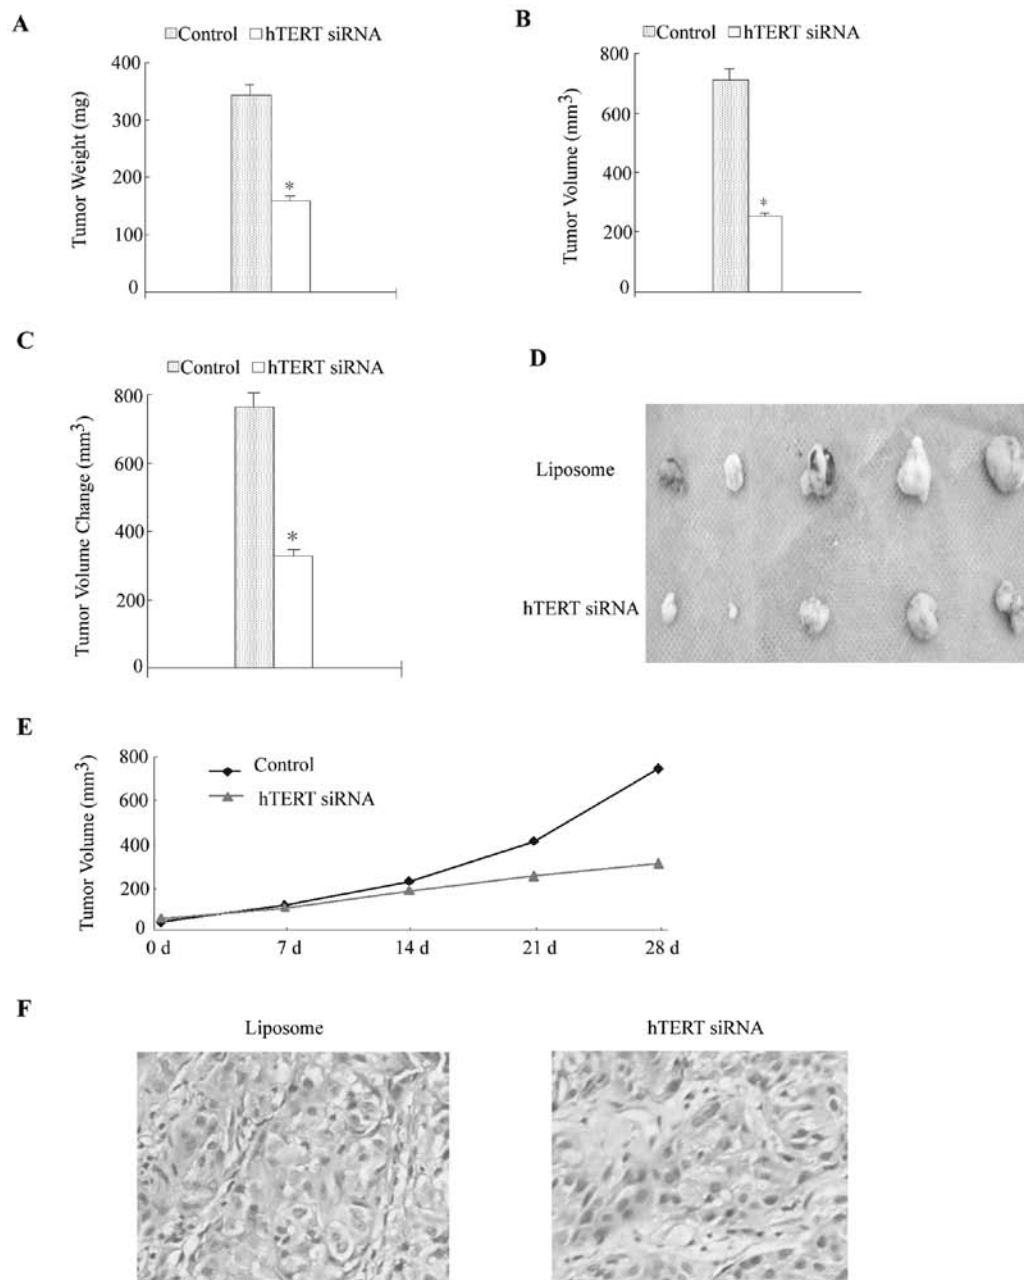 A
Control hTERT siRNA
Tumor Weight (mg)
400
300
200
100
0
*
B
Control hTERT siRNA
Tumor Volume (mm3)
800
600
400
200
0
*
C
Control hTERT siRNA
Tumor Volume Change (mm3)
800
600
400
200
0
*
D
Liposome
hTERT siRNA
E
Tumor Volume (mm3)
800
600
400
200
0
Control
hTERT siRNA
0 d 7 d 14 d 21 d 28 d
F
Liposome hTERT siRNA